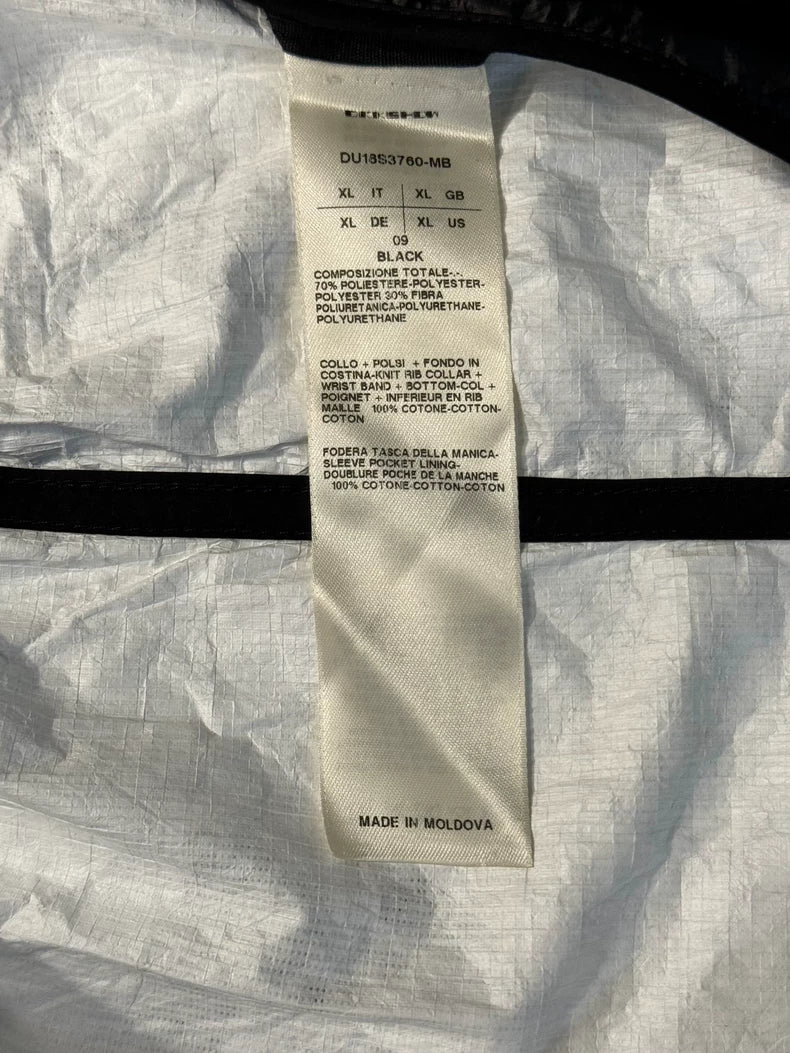 DU18S3760-MB
XL IT XL GB
XL DE XL US
09
BLACK
COMPOSIZIONE TOTALE-.-.
70% POLIESTERE-POLYESTER-
POLYESTER 30% FIBRA
POLIURETANICA-POLYURETHANE-
POLYURETHANE
COLLO + POLSI + FONDO IN
COSTINA-KNIT RIB COLLAR +
WRIST BAND + BOTTOM-COL +
POIGNET + INFERIEUR EN RIB
MAILLE 100% COTONE-COTTON-
COTON
FODERA TASCA DELLA MANICA-
SLEEVE POCKET LINING-
DOUBLURE POCHE DE LA MANCHE
100% COTONE-COTTON-COTON
MADE IN MOLDOVA